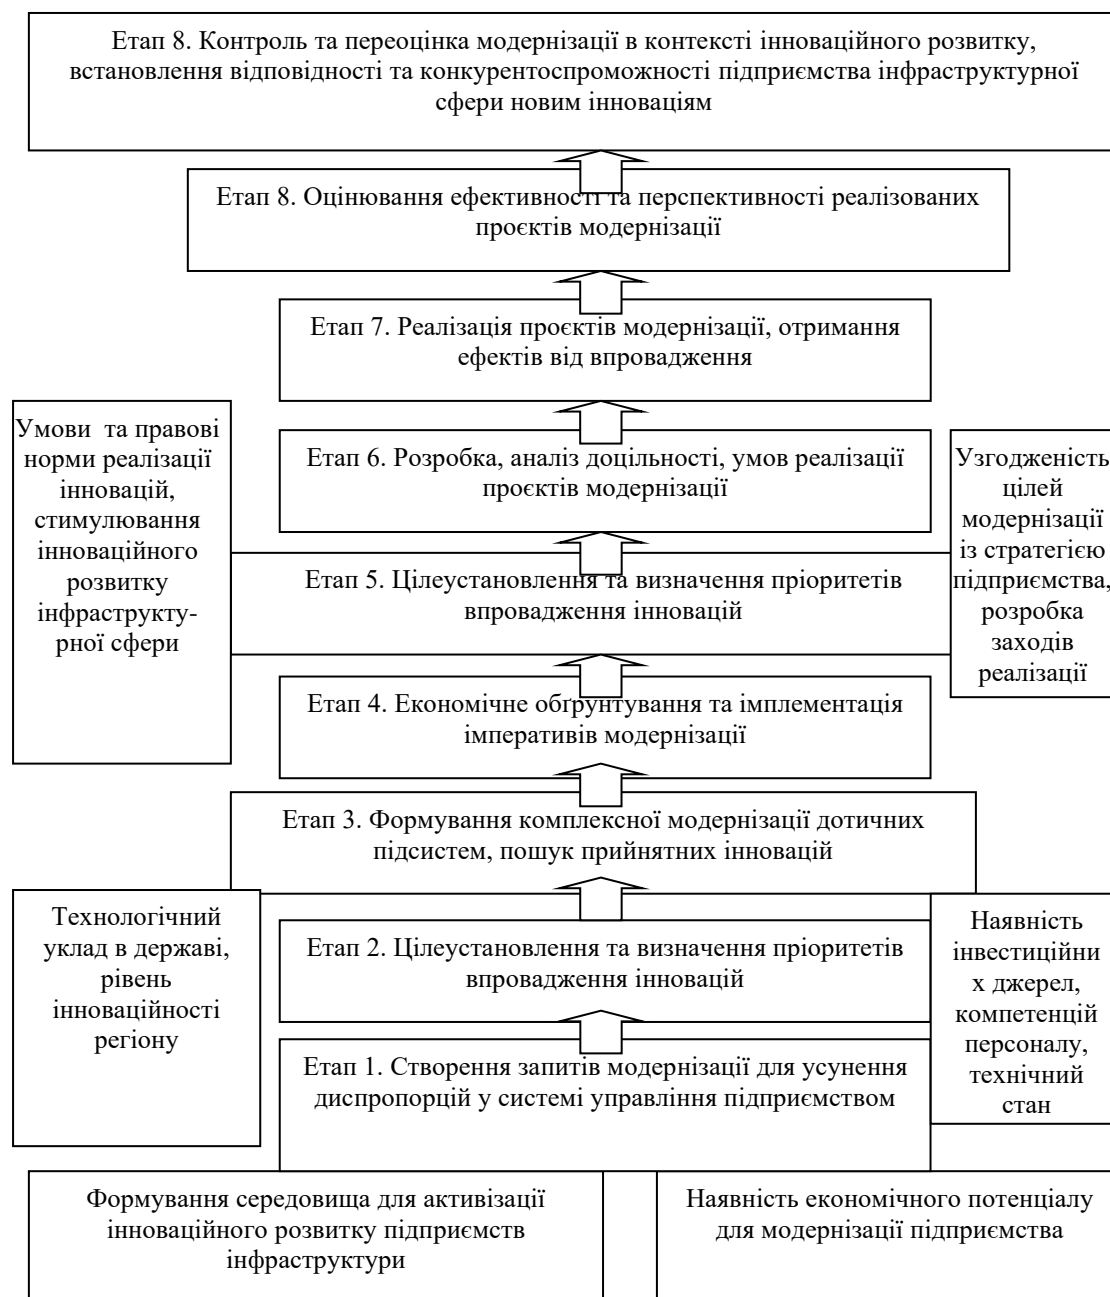 Етап 8. Контроль та переоцінка модернізації в контексті інноваційного розвитку,
встановлення відповідності та конкурентоспроможності підприємства інфраструктурної
сфери новим інноваціям
Етап 8. Оцінювання ефективності та перспективності реалізованих
проєктів модернізації
Етап 7. Реалізація проєктів модернізації, отримання
ефектів від впровадження
Умови та правові
норми реалізації
інновацій,
стимулювання
інноваційного
розвитку
інфраструкту-
рної сфери
Етап 6. Розробка, аналіз доцільності, умов реалізації
проєктів модернізації
Узгодженість
цілей
модернізації
із стратегією
підприємства,
розробка
заходів
реалізації
Етап 5. Цілеустановлення та визначення пріоритетів
впровадження інновацій
Етап 4. Економічне обґрунтування та імплементація
імперативів модернізації
Етап 3. Формування комплексної модернізації дотичних
підсистем, пошук прийнятних інновацій
Технологічний
уклад в державі,
рівень
інноваційності
регіону
Етап 2. Цілеустановлення та визначення пріоритетів
впровадження інновацій
Наявність
інвестиційни
х джерел,
компетенцій
персоналу,
технічний
стан
Етап 1. Створення запитів модернізації для усунення
диспропорцій у системі управління підприємством
Формування середовища для активізації
інноваційного розвитку підприємств
інфраструктури
Наявність економічного потенціалу
для модернізації підприємства